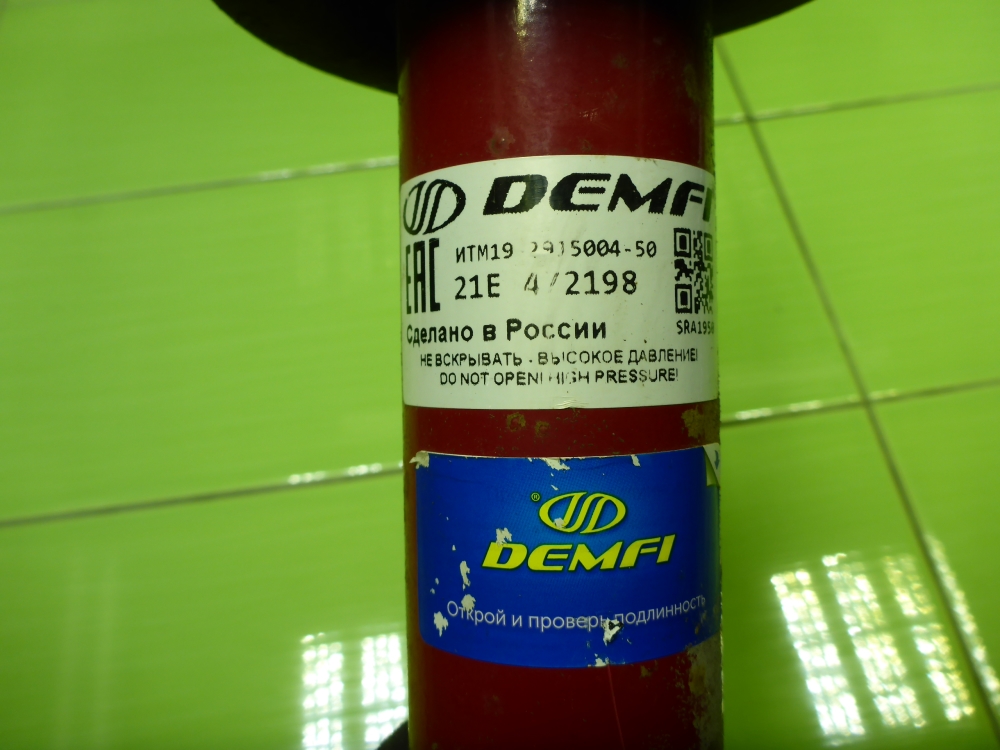 DEMFI
EAC
ИТМ19 2915004-50
21E 4/2198
SRA195
Сделано в России
НЕ ВСКРЫВАТЬ - ВЫСОКОЕ ДАВЛЕНИЕ!
DO NOT OPEN! HIGH PRESSURE!
®
DEMFI
Открой и проверь подлинность